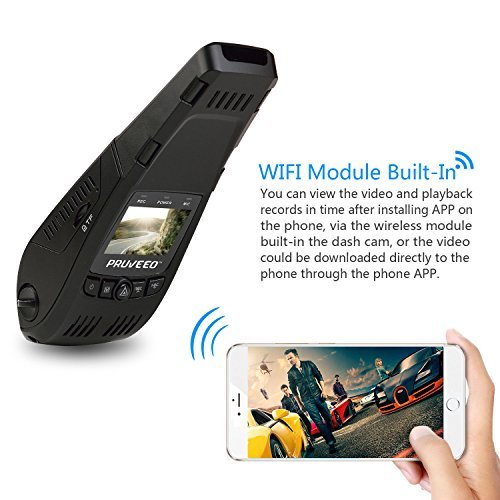 WIFI Module Built-In
You can view the video and playback
records in time after installing APP on
the phone, via the wireless module
built-in the dash cam, or the video
could be downloaded directly to the
phone through the phone APP.
REC POWER MIC
TF
PRUVEEO
M